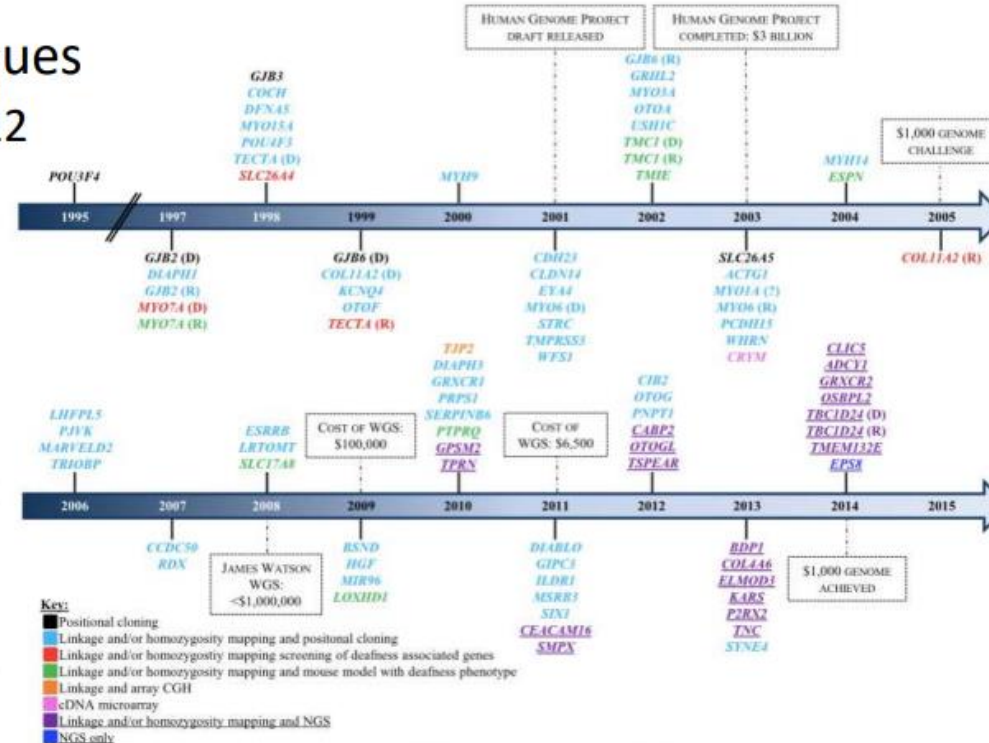 ues
2
HUMAN GENOME PROJECT
DRAFT RELEASED
HUMAN GENOME PROJECT
COMPLETED: $3 BILLION
$1,000 GENOME
CHALLENGE
POU3F4
GJB3
COCH
DFNA5
MYO15A
POU4F3
TECTA (D)
SLC26A4
MYH9
GJB6 (R)
GRHL2
MYO3A
OTOA
USH1C
TMC1 (D)
TMC1 (R)
TMIE
MYH14
ESPN
1995
1997
1998
1999
2000
2001
2002
2003
2004
2005
GJB2 (D)
DIAPH1
GJB2 (R)
MYO7A (D)
MYO7A (R)
GJB6 (D)
COL11A2 (D)
KCNQ4
OTOF
TECTA (R)
CDH23
CLDN14
EYA4
MYO6 (D)
STRC
TMPRSS3
WFS1
SLC26A5
ACTG1
MYO1A (?)
MYO6 (R)
PCDH15
WHRN
CRYM
COL11A2 (R)
LHFPL5
PJVK
MARVELD2
TRIOBP
ESRRB
LRTOMT
SLC17A8
COST OF WGS:
$100,000
TJP2
DIAPH3
GRXCR1
PRPS1
SERPINB6
PTPRQ
GPSM2
TPRN
COST OF
WGS: $6,500
CIB2
OTOG
PNPT1
CABP2
OTOGL
TSPEAR
CLIC5
ADCY1
GRXCR2
OSBPL2
TBC1D24 (D)
TBC1D24 (R)
TMEM132E
EPS8
2006
2007
2008
2009
2010
2011
2012
2013
2014
2015
CCDC50
RDX
JAMES WATSON
WGS:
<$1,000,000
BSND
HGF
MIR96
LOXHD1
DIABLO
GIPC3
ILDR1
MSRB3
SIX1
CEACAM16
SMPX
BDP1
COL4A6
ELMOD3
KARS
P2RX2
TNC
SYNE4
$1,000 GENOME
ACHIEVED
Key:
Positional cloning
Linkage and/or homozygosity mapping and positonal cloning
Linkage and/or homozygostiy mapping screening of deafness associated genes
Linkage and/or homozygosity mapping and mouse model with deafness phenotype
Linkage and array CGH
cDNA microarray
Linkage and/or homozygosity mapping and NGS
NGS only